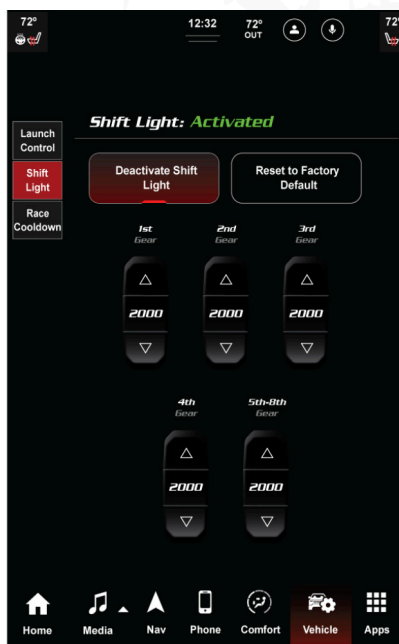 72°
12:32
72°
OUT
72°
Shift Light: Activated
Launch
Control
Shift
Light
Race
Cooldown
Deactivate Shift
Light
Reset to Factory
Default
1st
Gear
2nd
Gear
3rd
Gear
2000
2000
2000
4th
Gear
5th-8th
Gear
2000
2000
Home
Media
Nav
Phone
Comfort
Vehicle
Apps